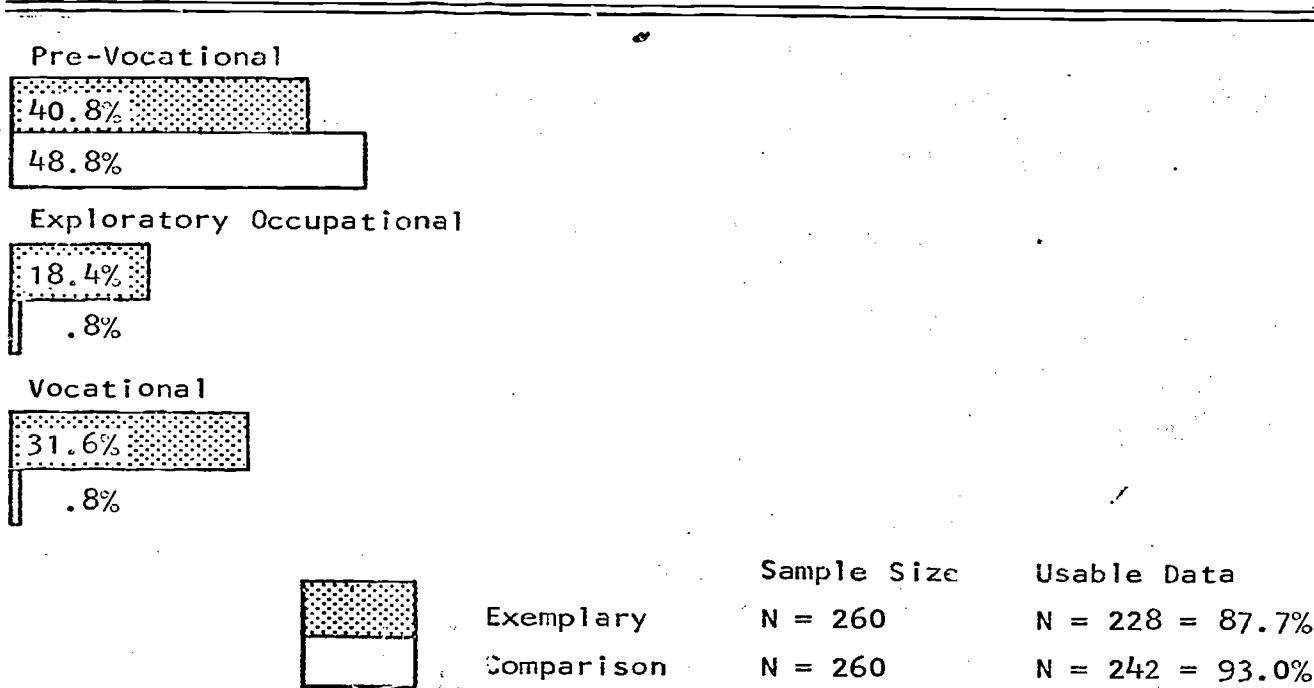 Pre-Vocational
40.8%
48.8%
Exploratory Occupational
18.4%
.8%
Vocational
31.6%
.8%
Sample Size Usable Data
Exemplary N = 260 N = 228 = 87.7%
Comparison N = 260 N = 242 = 93.0%